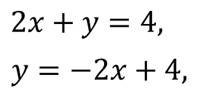 2x + y = 4,
y = −2x + 4,